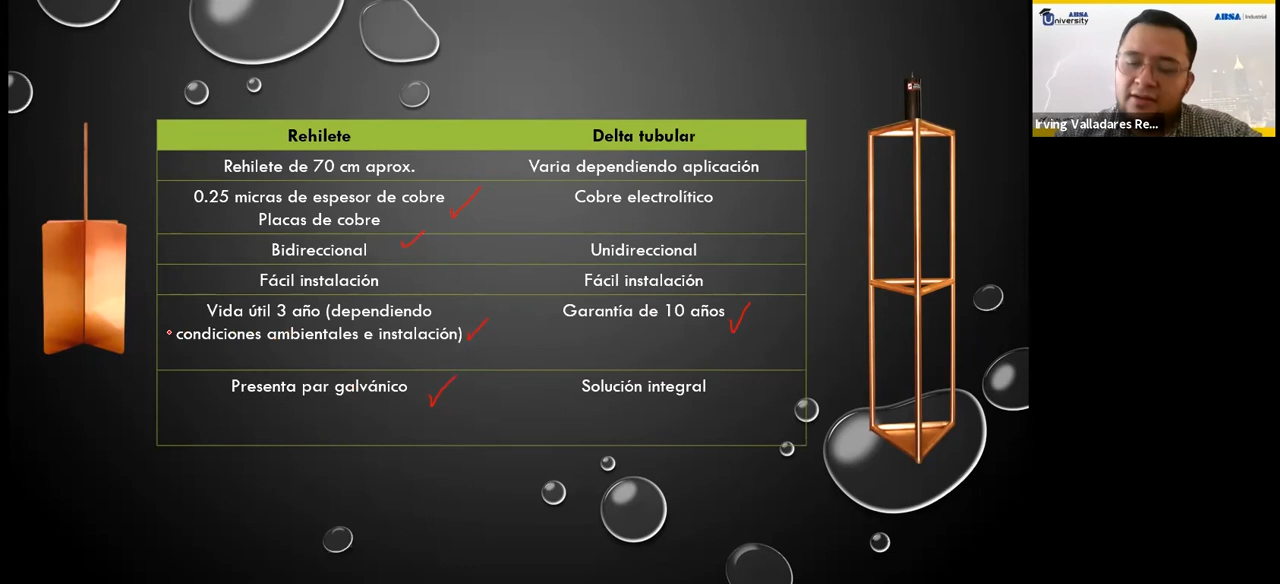 Rehilete
Delta tubular
Rehilete de 70 cm aprox.
Varia dependiendo aplicación
0.25 micras de espesor de cobre
Placas de cobre
Cobre electrolítico
Bidireccional
Unidireccional
Fácil instalación
Fácil instalación
Vida útil 3 año (dependiendo
condiciones ambientales e instalación)
Garantía de 10 años
Presenta par galvánico
Solución integral
ABSA
University
ABSA | Industrial
Irving Valladares Re...